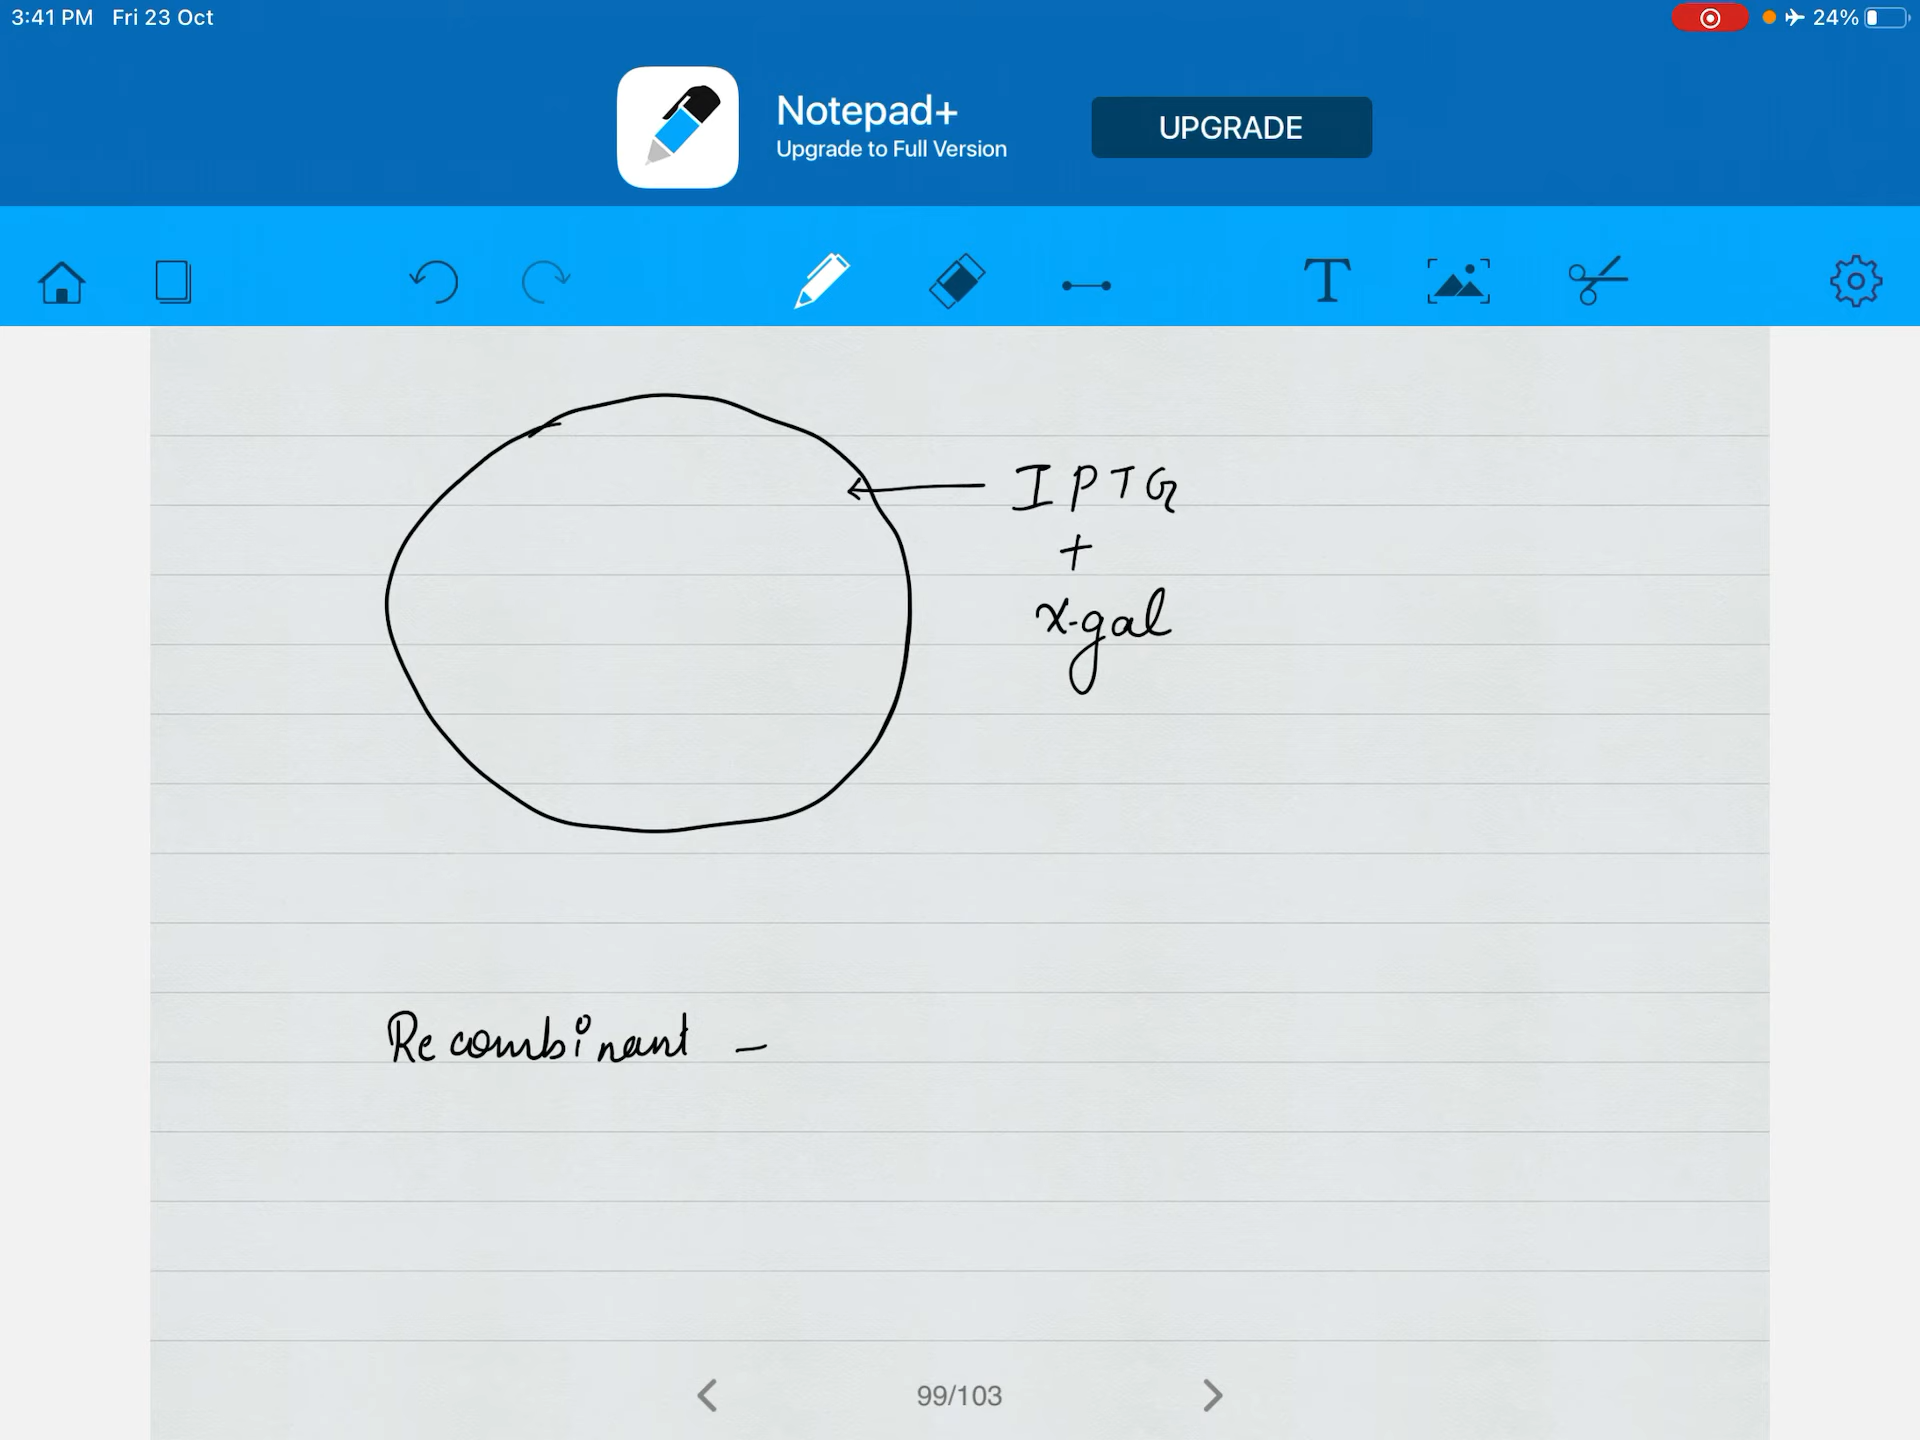 3:41 PM Fri 23 Oct
24%
Notepad+
Upgrade to Full Version
UPGRADE
T
IPTG
+
x-gal
Recombinant –
99/103